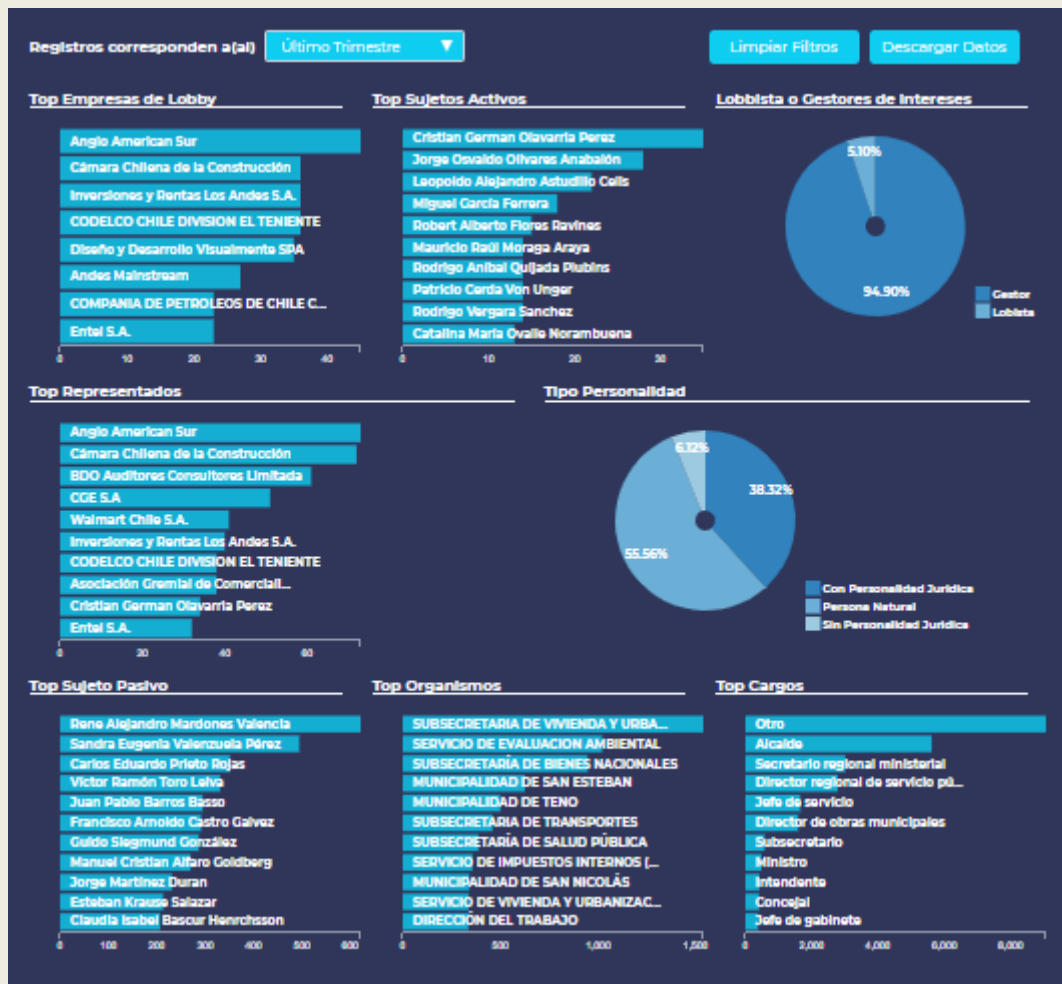 Registros corresponden a(al) Último Trimestre ▼ Limpiar Filtros Descargar Datos
Top Empresas de Lobby
Anglo American Sur
Cámara Chilena de la Construcción
Inversiones y Rentas Los Andes S.A.
CODELCO CHILE DIVISION EL TENIENTE
Diseño y Desarrollo Visualmente SPA
Andes Mainstream
COMPANIA DE PETROLEOS DE CHILE C...
Entel S.A.
0 10 20 30 40
Top Sujetos Activos
Cristian German Olavarria Perez
Jorge Osvaldo Olivares Anabalón
Leopoldo Alejandro Astudillo Celis
Miguel García Ferrera
Robert Alberto Flores Ravines
Mauricio Raúl Moraga Araya
Rodrigo Anibal Quijada Plubins
Patricio Cerda Von Unger
Rodrigo Vergara Sanchez
Catalina María Ovalle Norambuena
0 10 20 30
Lobbista o Gestores de Intereses
5.10%
94.90%
Gestor
Lobista
Top Representados
Anglo American Sur
Cámara Chilena de la Construcción
BDO Auditores Consultores Limitada
CGE S.A
Walmart Chile S.A.
Inversiones y Rentas Los Andes S.A.
CODELCO CHILE DIVISION EL TENIENTE
Asociación Gremial de Comerciali...
Cristian German Olavarria Perez
Entel S.A.
0 20 40 60
Tipo Personalidad
6.12%
38.32%
55.56%
Con Personalidad Jurídica
Persona Natural
Sin Personalidad Jurídica
Top Sujeto Pasivo
Rene Alejandro Mardones Valencia
Sandra Eugenia Valenzuela Pérez
Carlos Eduardo Prieto Rojas
Víctor Ramón Toro Leiva
Juan Pablo Barros Basso
Francisco Arnoldo Castro Galvez
Guido Siegmund González
Manuel Cristian Alfaro Goldberg
Jorge Martínez Duran
Esteban Krause Salazar
Claudia Isabel Bascur Henrchsson
0 100 200 300 400 500 600
Top Organismos
SUBSECRETARIA DE VIVIENDA Y URBA...
SERVICIO DE EVALUACION AMBIENTAL
SUBSECRETARÍA DE BIENES NACIONALES
MUNICIPALIDAD DE SAN ESTEBAN
MUNICIPALIDAD DE TENO
SUBSECRETARIA DE TRANSPORTES
SUBSECRETARÍA DE SALUD PÚBLICA
SERVICIO DE IMPUESTOS INTERNOS (...
MUNICIPALIDAD DE SAN NICOLÁS
SERVICIO DE VIVIENDA Y URBANIZAC...
DIRECCIÓN DEL TRABAJO
0 500 1,000 1,500
Top Cargos
Otro
Alcalde
Secretario regional ministerial
Director regional de servicio pú...
Jefe de servicio
Director de obras municipales
Subsecretario
Ministro
Intendente
Concejal
Jefe de gabinete
0 2,000 4,000 6,000 8,000